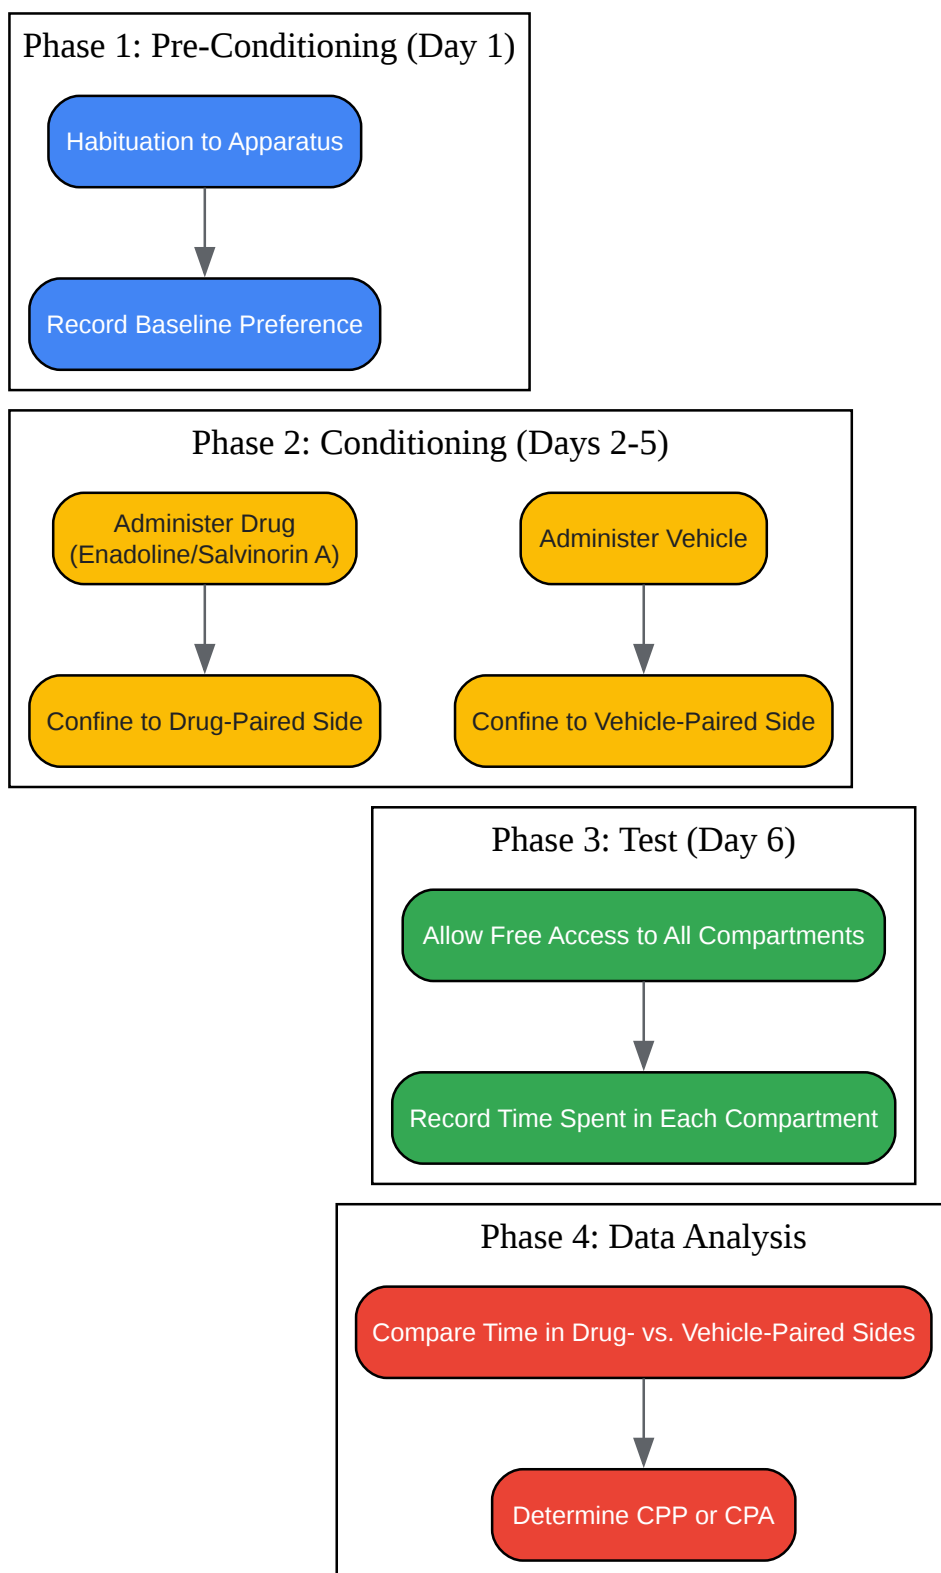 Phase 1: Pre-Conditioning (Day 1)
Habituation to Apparatus
Record Baseline Preference
Phase 2: Conditioning (Days 2-5)
Administer Drug
(Enadoline/Salvinorin A)
Administer Vehicle
Confine to Drug-Paired Side
Confine to Vehicle-Paired Side
Phase 3: Test (Day 6)
Allow Free Access to All Compartments
Record Time Spent in Each Compartment
Phase 4: Data Analysis
Compare Time in Drug- vs. Vehicle-Paired Sides
Determine CPP or CPA